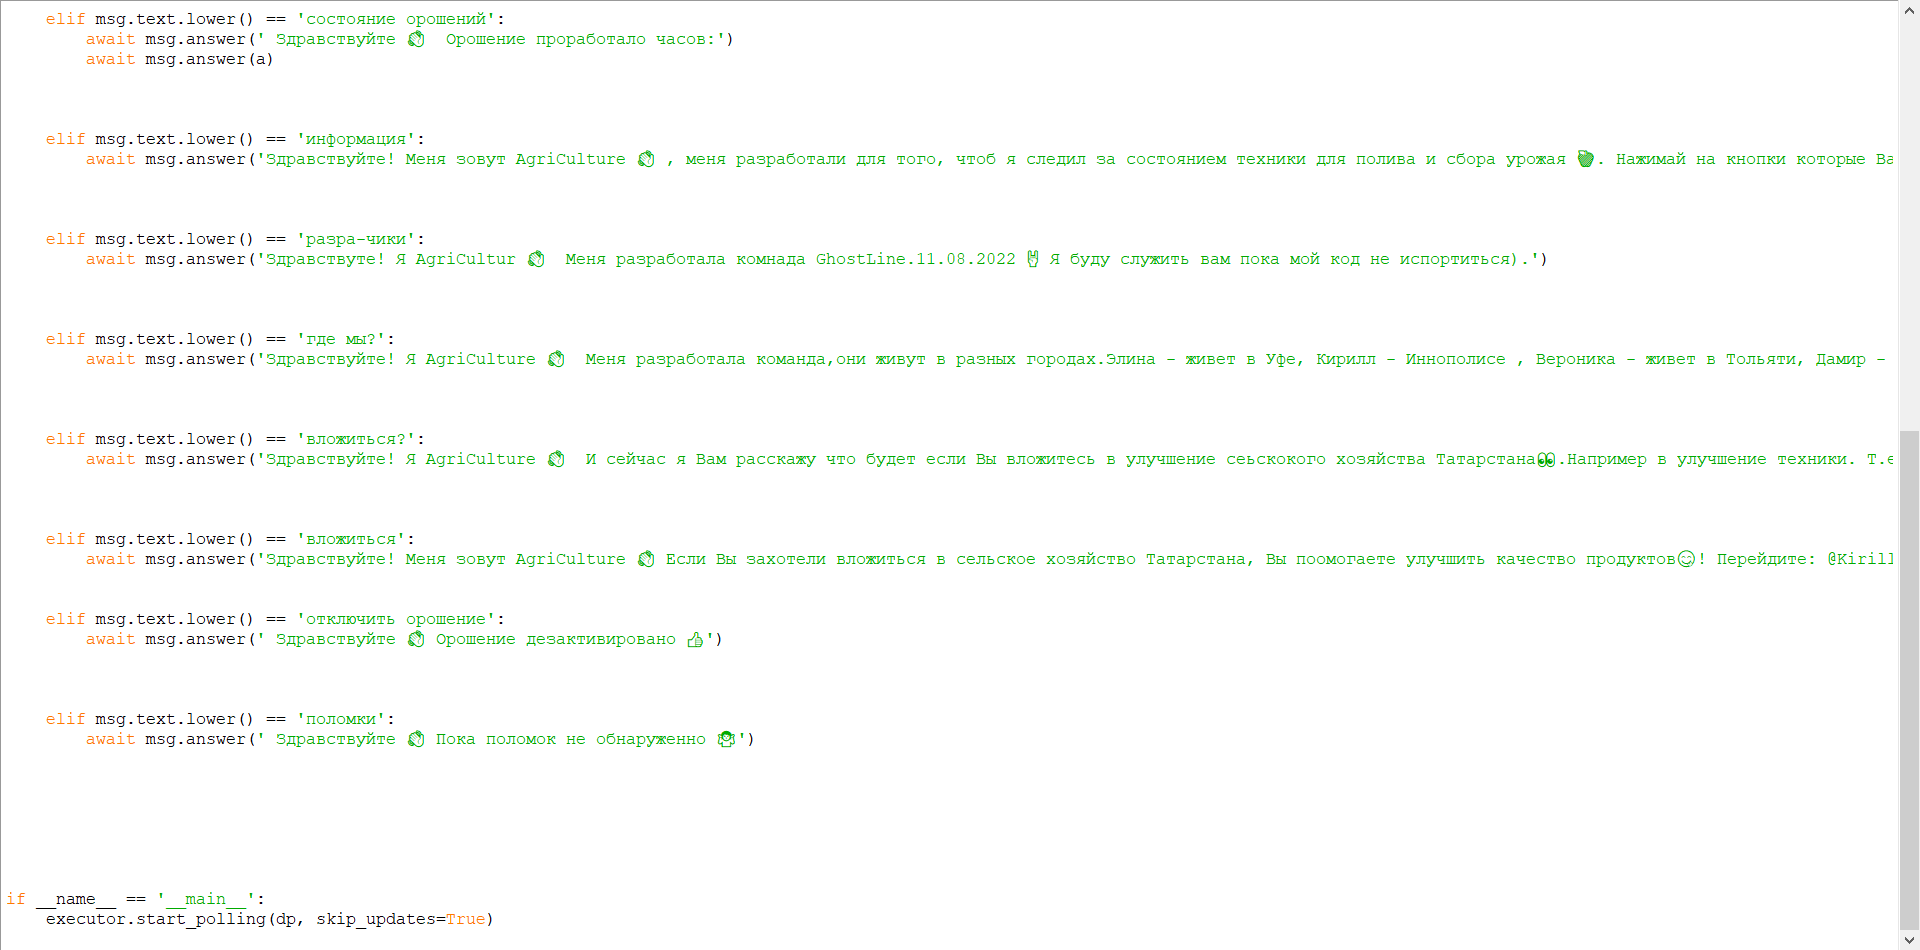 elif msg.text.lower() == 'состояние орошений':
await msg.answer(' Здравствуйте Орошение проработало часов:')
await msg.answer(a)
elif msg.text.lower() == 'информация':
await msg.answer('Здравствуйте! Меня зовут AgriCulture , меня разработали для того, чтоб я следил за состоянием техники для полива и сбора урожая . Нажимай на кнопки которые Ва
elif msg.text.lower() == 'разра-чики':
await msg.answer('Здравствуте! Я AgriCultur Меня разработала комнада GhostLine.11.08.2022 Я буду служить вам пока мой код не испортиться).')
elif msg.text.lower() == 'где мы?':
await msg.answer('Здравствуйте! Я AgriCulture Меня разработала команда,они живут в разных городах.Элина - живет в Уфе, Кирилл - Иннополисе , Вероника - живет в Тольяти, Дамир -
elif msg.text.lower() == 'вложиться?':
await msg.answer('Здравствуйте! Я AgriCulture И сейчас я Вам расскажу что будет если Вы вложитесь в улучшение сеьскокого хозяйства Татарстана👀.Например в улучшение техники. Т.е
elif msg.text.lower() == 'вложиться':
await msg.answer('Здравствуйте! Меня зовут AgriCulture Если Вы захотели вложиться в сельское хозяйство Татарстана, Вы поомогаете улучшить качество продуктов😊! Перейдите: @Kirill
elif msg.text.lower() == 'отключить орошение':
await msg.answer(' Здравствуйте Орошение дезактивировано 👍')
elif msg.text.lower() == 'поломки':
await msg.answer(' Здравствуйте Пока поломок не обнаруженно ')
if __name__ == '__main__':
executor.start_polling(dp, skip_updates=True)